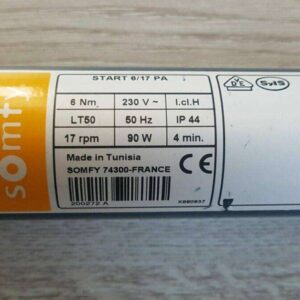 somfy
START 6/17 PA
6 Nm 230 V ~ I.cl.H
LT50 50 Hz IP 44
17 rpm 90 W 4 min.
Made in Tunisia
SOMFY 74300-FRANCE
CE
200272 A